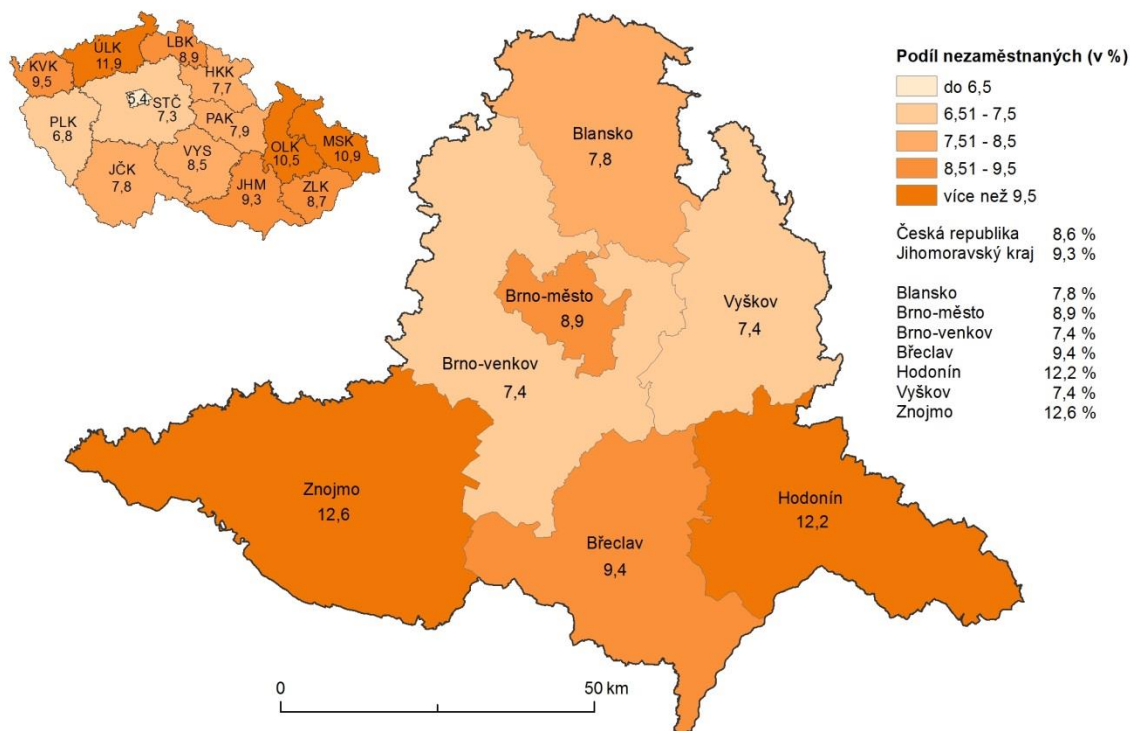 ÚLK
11,9
LBK
8,9
KVK
9,5
HKK
7,7
5,4
STČ
7,3
PLK
6,8
PAK
7,9
OLK
10,5
MSK
10,9
VYS
8,5
JČK
7,8
JHM
9,3
ZLK
8,7
Podíl nezaměstnaných (v %)
do 6,5
6,51 - 7,5
7,51 - 8,5
8,51 - 9,5
více než 9,5
Česká republika 8,6 %
Jihomoravský kraj 9,3 %
Blansko 7,8 %
Brno-město 8,9 %
Brno-venkov 7,4 %
Břeclav 9,4 %
Hodonín 12,2 %
Vyškov 7,4 %
Znojmo 12,6 %
Blansko
7,8
Brno-město
8,9
Vyškov
7,4
Brno-venkov
7,4
Znojmo
12,6
Hodonín
12,2
Břeclav
9,4
0 50 km